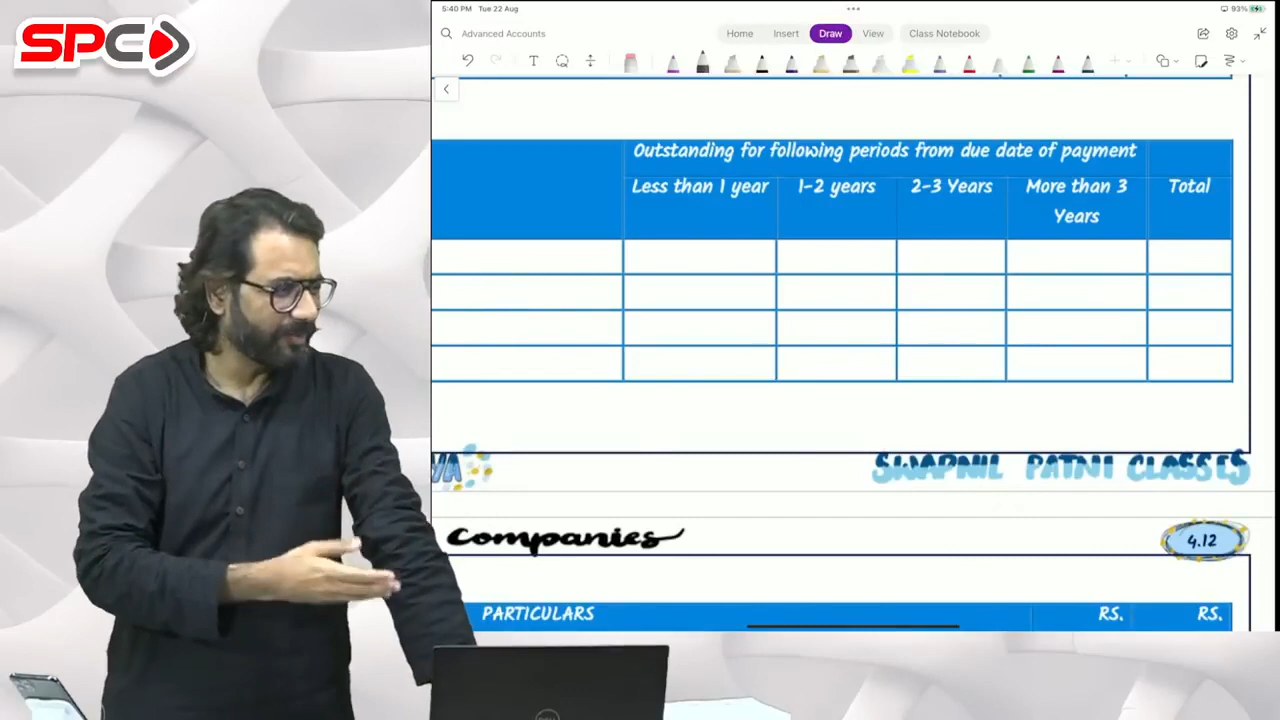 SPC
5:40 PM Tue 22 Aug
93%
Advanced Accounts
Home Insert Draw View Class Notebook
Outstanding for following periods from due date of payment
Less than 1 year 1-2 years 2-3 Years More than 3 Years Total
VA
SWAPNIL PATNI CLASSES
Companies
4.12
PARTICULARS RS. RS.
DELL